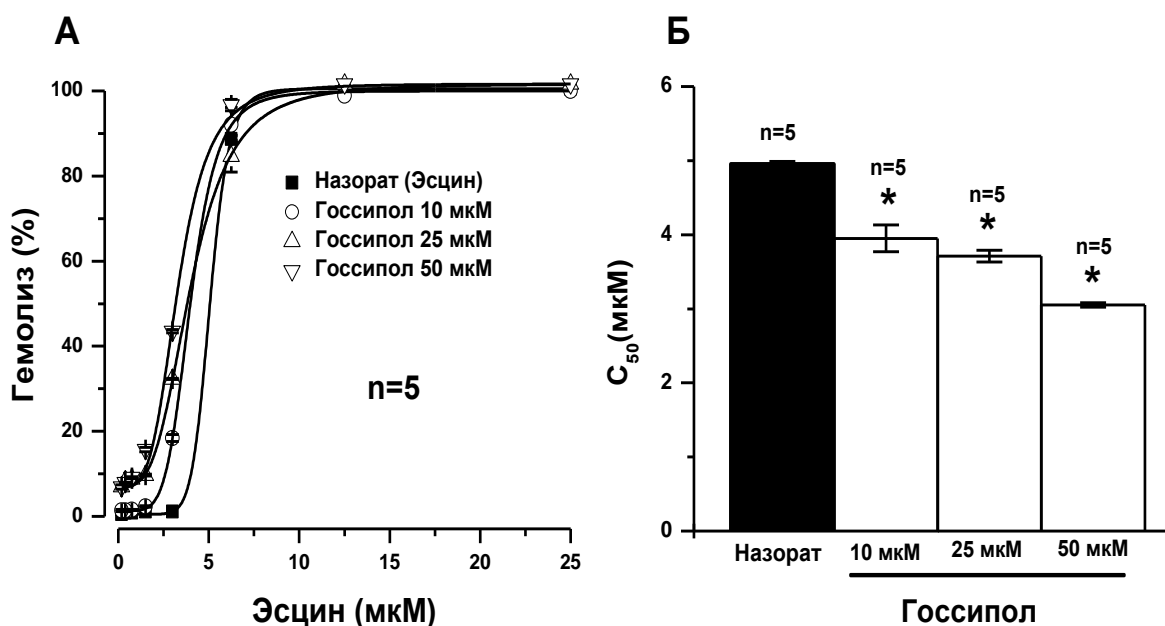 А
Гемолиз (%)
100
80
60
40
20
0
Назорат (Эсцин)
Госсипол 10 мкМ
Госсипол 25 мкМ
Госсипол 50 мкМ
n=5
0 5 10 15 20 25
Эсцин (мкМ)
Б
C50(мкМ)
6
4
2
0
n=5
n=5
*
n=5
*
n=5
*
Назорат 10 мкМ 25 мкМ 50 мкМ
Госсипол